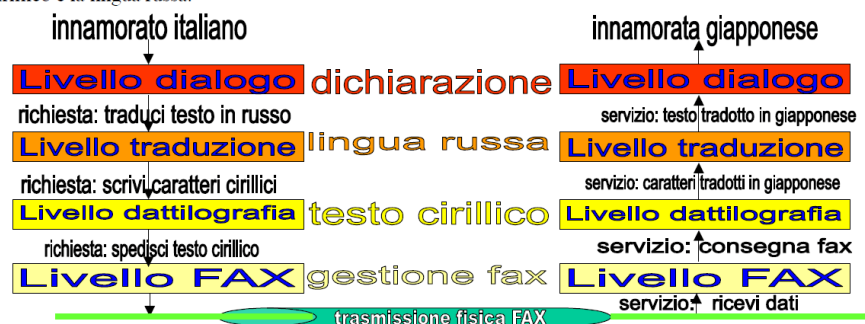 innamorato italiano innamorata giapponese
Livello dialogo dichiarazione Livello dialogo
richiesta: traduci testo in russo servizio: testo tradotto in giapponese
Livello traduzione lingua russa Livello traduzione
richiesta: scrivi caratteri cirillici servizio: caratteri tradotti in giapponese
Livello dattilografia testo cirillico Livello dattilografia
richiesta: spedisci testo cirillico servizio: consegna fax
Livello FAX gestione fax Livello FAX
servizio: ricevi dati
trasmissione fisica FAX